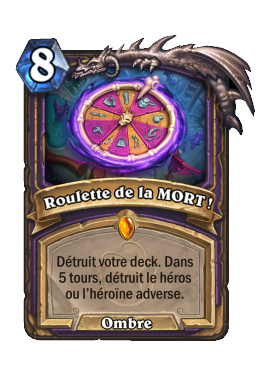 8
Roulette de la MORT !
Détruit votre deck. Dans
5 tours, détruit le héros
ou l'héroïne adverse.
Ombre